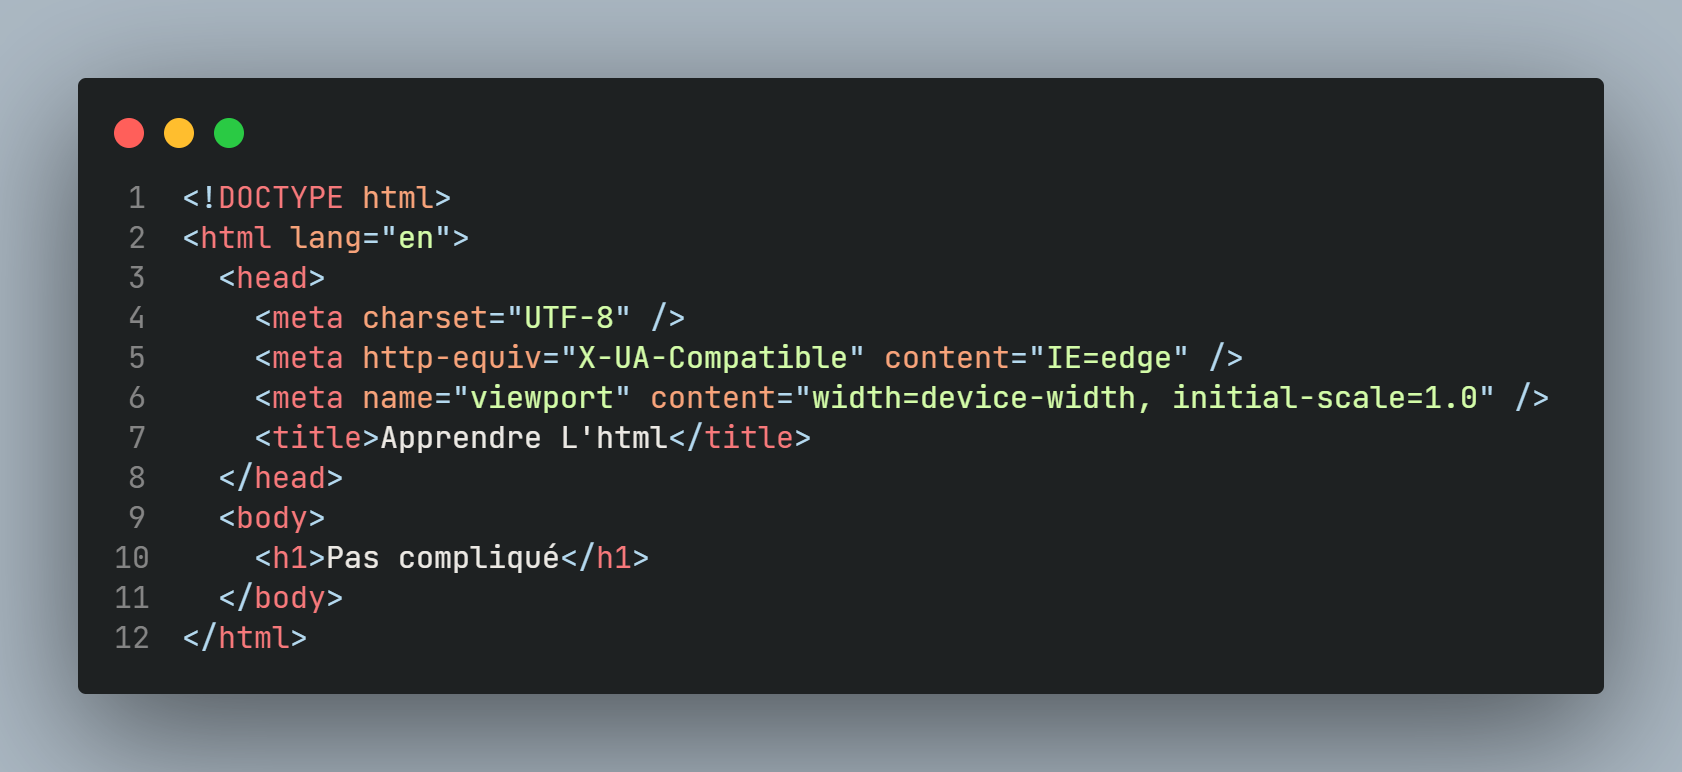 1 <!DOCTYPE html>
2 <html lang="en">
3   <head>
4     <meta charset="UTF-8" />
5     <meta http-equiv="X-UA-Compatible" content="IE=edge" />
6     <meta name="viewport" content="width=device-width, initial-scale=1.0" />
7     <title>Apprendre L'html</title>
8   </head>
9   <body>
10     <h1>Pas compliqué</h1>
11   </body>
12 </html>